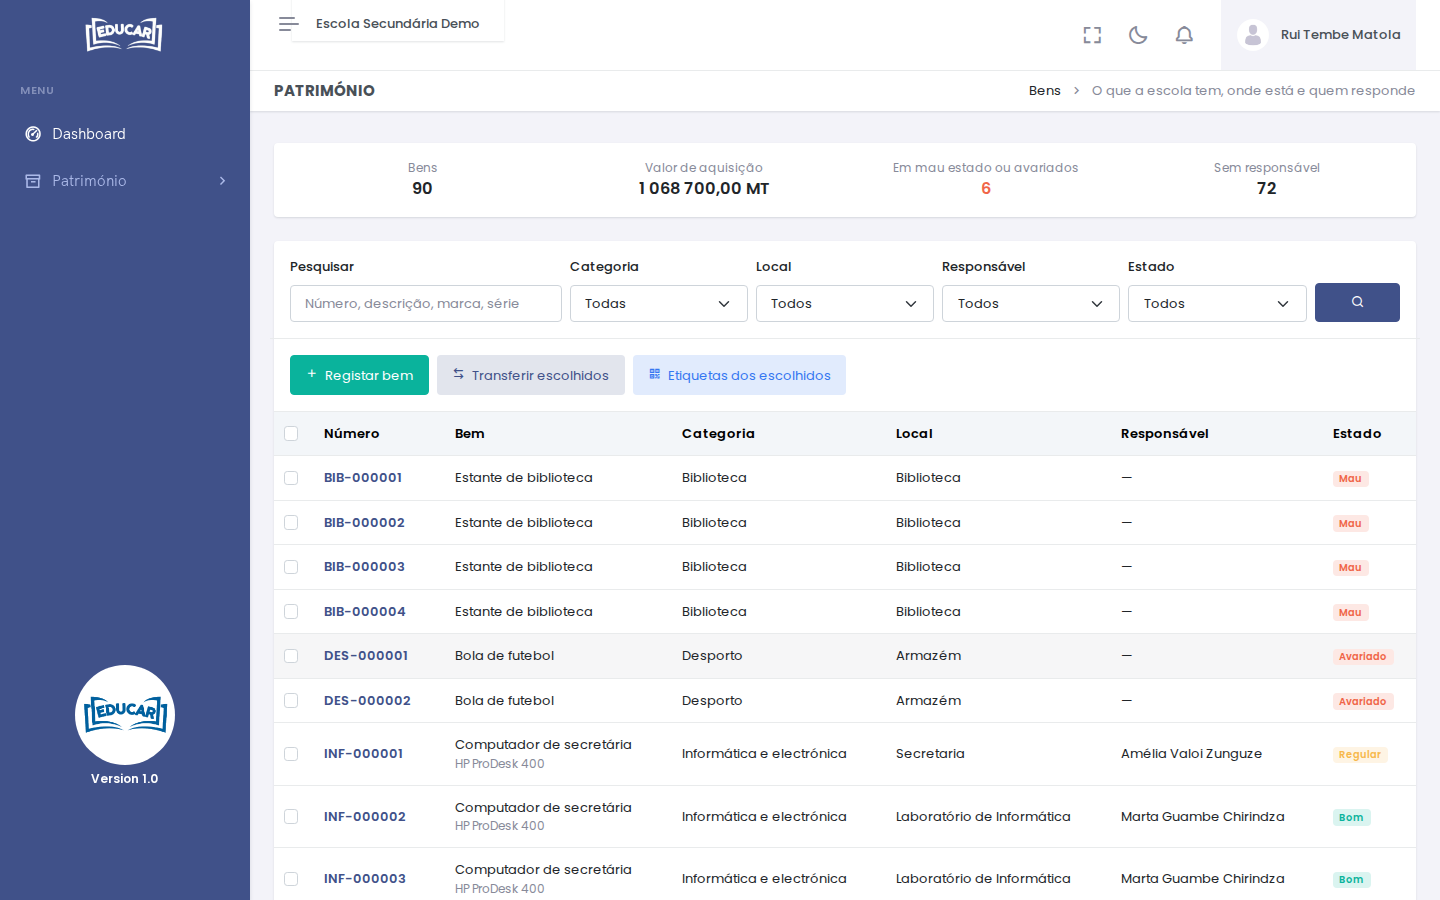 EDUCAR
Escola Secundária Demo
Rui Tembe Matola
MENU
Dashboard
Património
PATRIMÓNIO
Bens > O que a escola tem, onde está e quem responde
Bens
90
Valor de aquisição
1 068 700,00 MT
Em mau estado ou avariados
6
Sem responsável
72
Pesquisar Categoria Local Responsável Estado
Número, descrição, marca, série Todas Todos Todos Todos
+ Registar bem Transferir escolhidos Etiquetas dos escolhidos
Número Bem Categoria Local Responsável Estado
BIB-000001 Estante de biblioteca Biblioteca Biblioteca — Mau
BIB-000002 Estante de biblioteca Biblioteca Biblioteca — Mau
BIB-000003 Estante de biblioteca Biblioteca Biblioteca — Mau
BIB-000004 Estante de biblioteca Biblioteca Biblioteca — Mau
DES-000001 Bola de futebol Desporto Armazém — Avariado
DES-000002 Bola de futebol Desporto Armazém — Avariado
INF-000001 Computador de secretária Informática e electrónica Secretaria Amélia Valoi Zunguze Regular
HP ProDesk 400
INF-000002 Computador de secretária Informática e electrónica Laboratório de Informática Marta Guambe Chirindza Bom
HP ProDesk 400
INF-000003 Computador de secretária Informática e electrónica Laboratório de Informática Marta Guambe Chirindza Bom
HP ProDesk 400
EDUCAR
Version 1.0